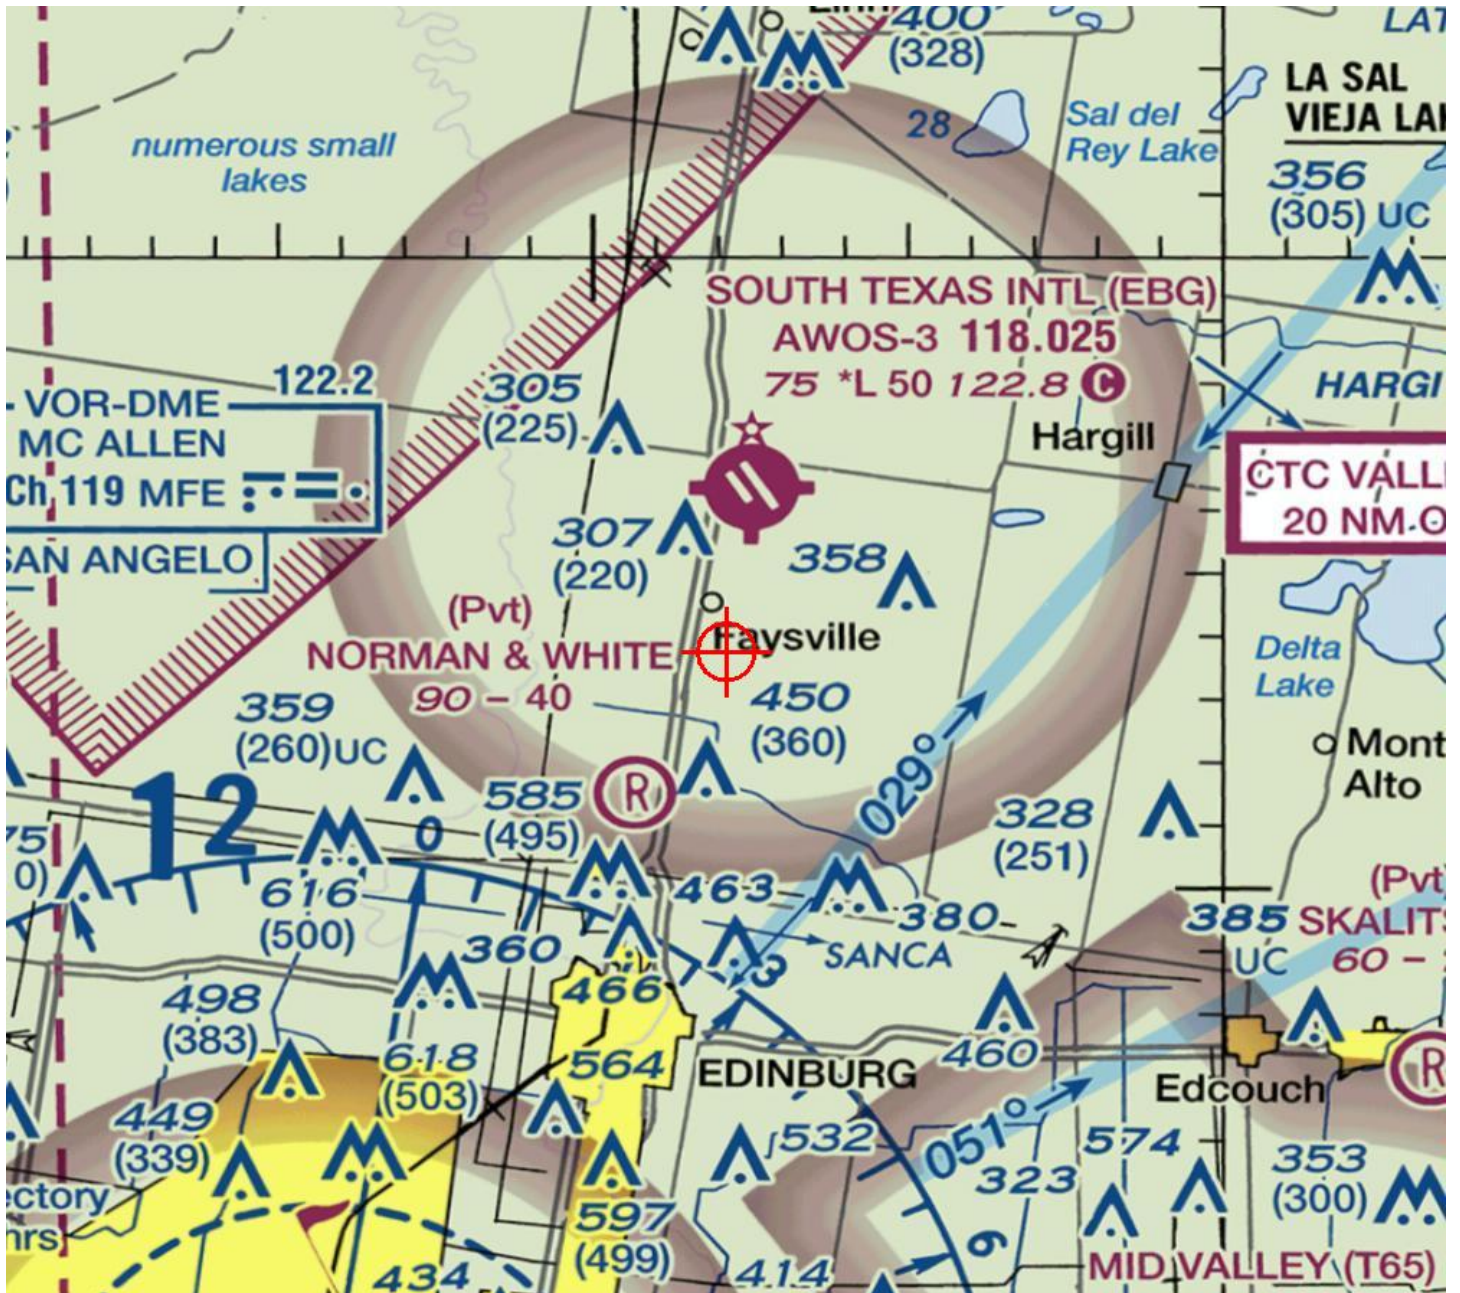 400
(328)
LA SAL
VIEJA
28
Sal del
Rey Lake
numerous small
lakes
356
(305) UC
SOUTH TEXAS INTL (EBG)
AWOS-3 118.025
75 *L 50 122.8 C
122.2
VOR-DME
MC ALLEN
Ch 119 MFE
SAN ANGELO
305
(225)
Hargill
CTC
20 NM
307
(220)
358
(Pvt)
NORMAN & WHITE
90 – 40
Faysville
Delta
Lake
450
(360)
359
(260)UC
029°
Alto
R
585
(495)
328
(251)
12
0
616
(500)
463
380
385
UC
(Pvt)
60 –
360
SANCA
3
466
498
(383)
618
(503)
564
EDINBURG
460
Edcouch
R
449
(339)
532
051°
323
574
353
(300)
597
(499)
6
434
414
MID VALLEY (T65)